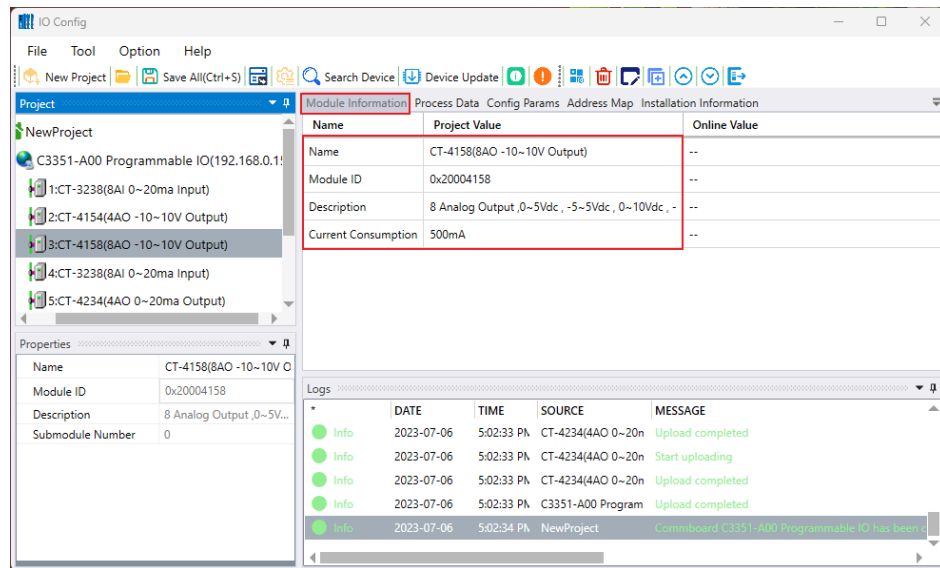 IO Config
File Tool Option Help
New Project Save All(Ctrl+S) Search Device Device Update
Project
NewProject
C3351-A00 Programmable IO(192.168.0.1
1:CT-3238(8AI 0~20ma Input)
2:CT-4154(4AO -10~10V Output)
3:CT-4158(8AO -10~10V Output)
4:CT-3238(8AI 0~20ma Input)
5:CT-4234(4AO 0~20ma Output)
Properties
Name CT-4158(8AO -10~10V O
Module ID 0x20004158
Description 8 Analog Output ,0~5V...
Submodule Number 0
Module Information Process Data Config Params Address Map Installation Information
Name Project Value Online Value
Name CT-4158(8AO -10~10V Output) --
Module ID 0x20004158 --
Description 8 Analog Output ,0~5Vdc , -5~5Vdc , 0~10Vdc , - --
Current Consumption 500mA --
Logs
* DATE TIME SOURCE MESSAGE
Info 2023-07-06 5:02:33 PM CT-4234(4AO 0~20m Upload completed
Info 2023-07-06 5:02:33 PM CT-4234(4AO 0~20m Start uploading
Info 2023-07-06 5:02:33 PM CT-4234(4AO 0~20m Upload completed
Info 2023-07-06 5:02:33 PM C3351-A00 Program Upload completed
Info 2023-07-06 5:02:34 PM NewProject Commboard C3351-A00 Programmable IO has been c